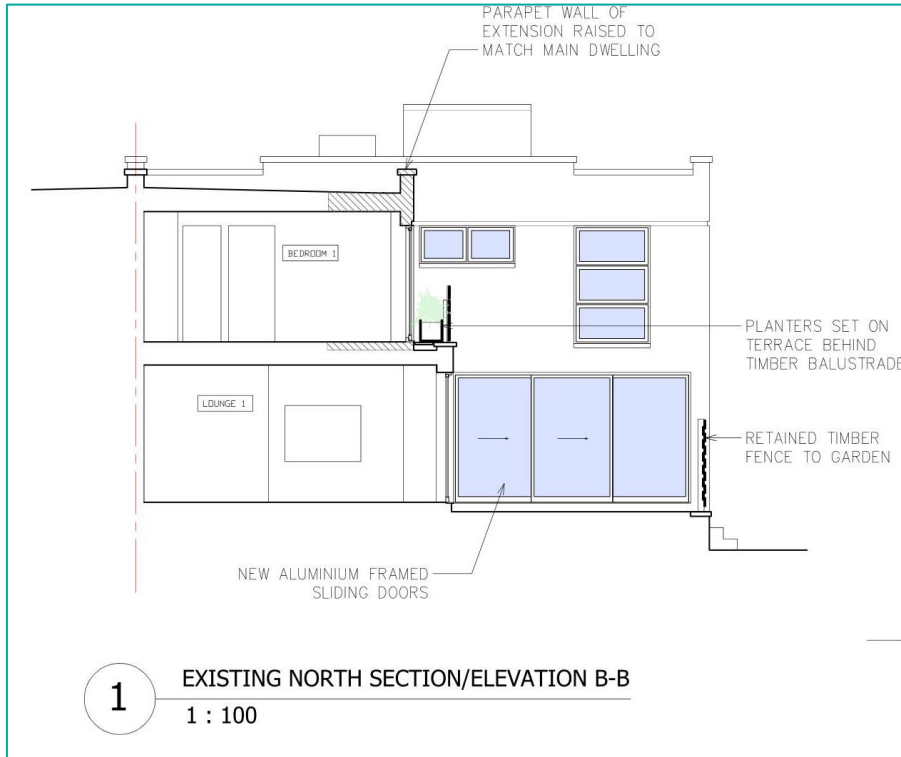 PARAPET WALL OF
EXTENSION RAISED TO
MATCH MAIN DWELLING
BEDROOM 1
PLANTERS SET ON
TERRACE BEHIND
TIMBER BALUSTRADE
LOUNGE 1
RETAINED TIMBER
FENCE TO GARDEN
NEW ALUMINIUM FRAMED
SLIDING DOORS
1
EXISTING NORTH SECTION/ELEVATION B-B
1 : 100